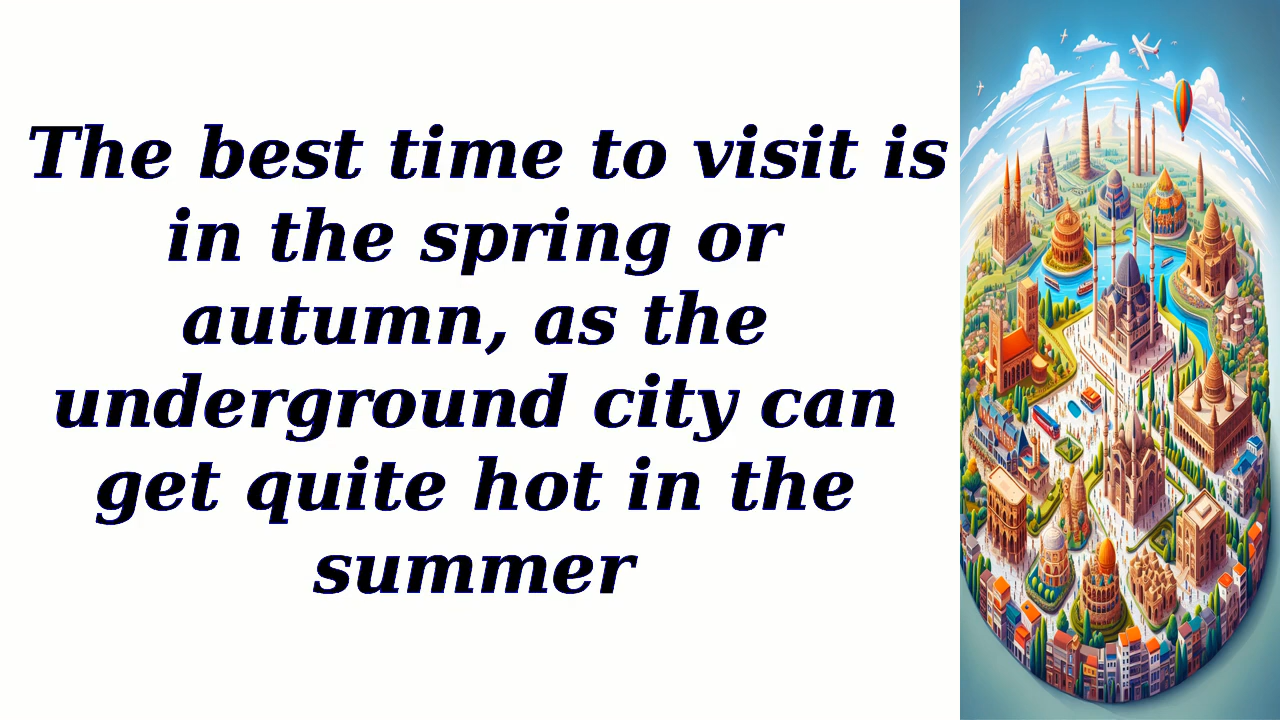 The best time to visit is
in the spring or
autumn, as the
underground city can
get quite hot in the
summer